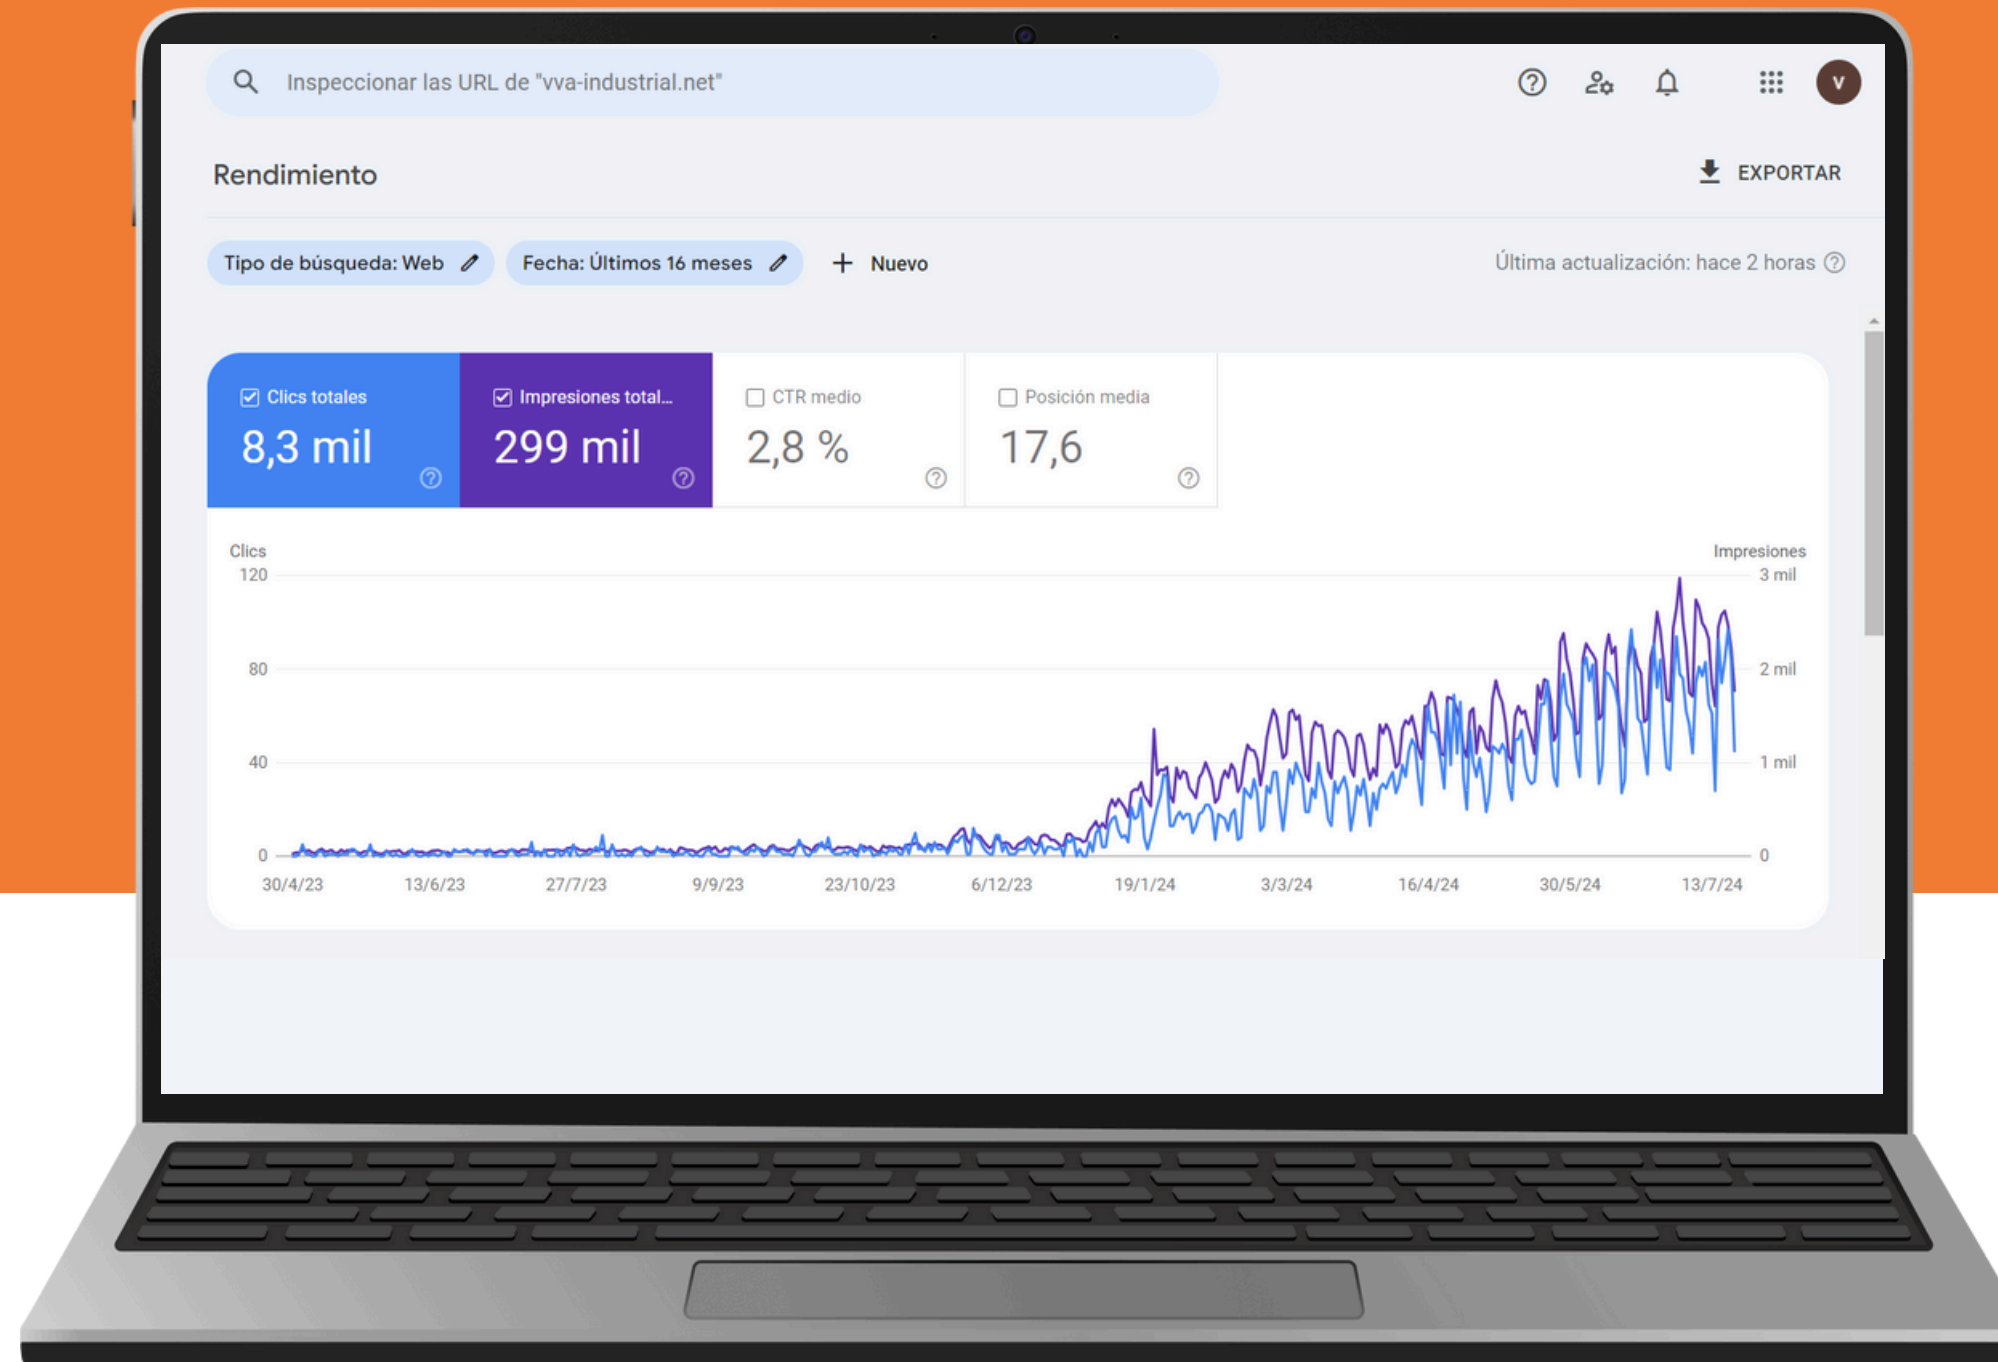 Inspeccionar las URL de "vva-industrial.net"
V
Rendimiento
EXPORTAR
Tipo de búsqueda: Web
Fecha: Últimos 16 meses
Nuevo
Última actualización: hace 2 horas
Clics totales
Impresiones total...
CTR medio
Posición media
8,3 mil
299 mil
2,8 %
17,6
Clics
Impresiones
120
3 mil
80
2 mil
40
1 mil
0
0
30/4/23
13/6/23
27/7/23
9/9/23
23/10/23
6/12/23
19/1/24
3/3/24
16/4/24
30/5/24
13/7/24